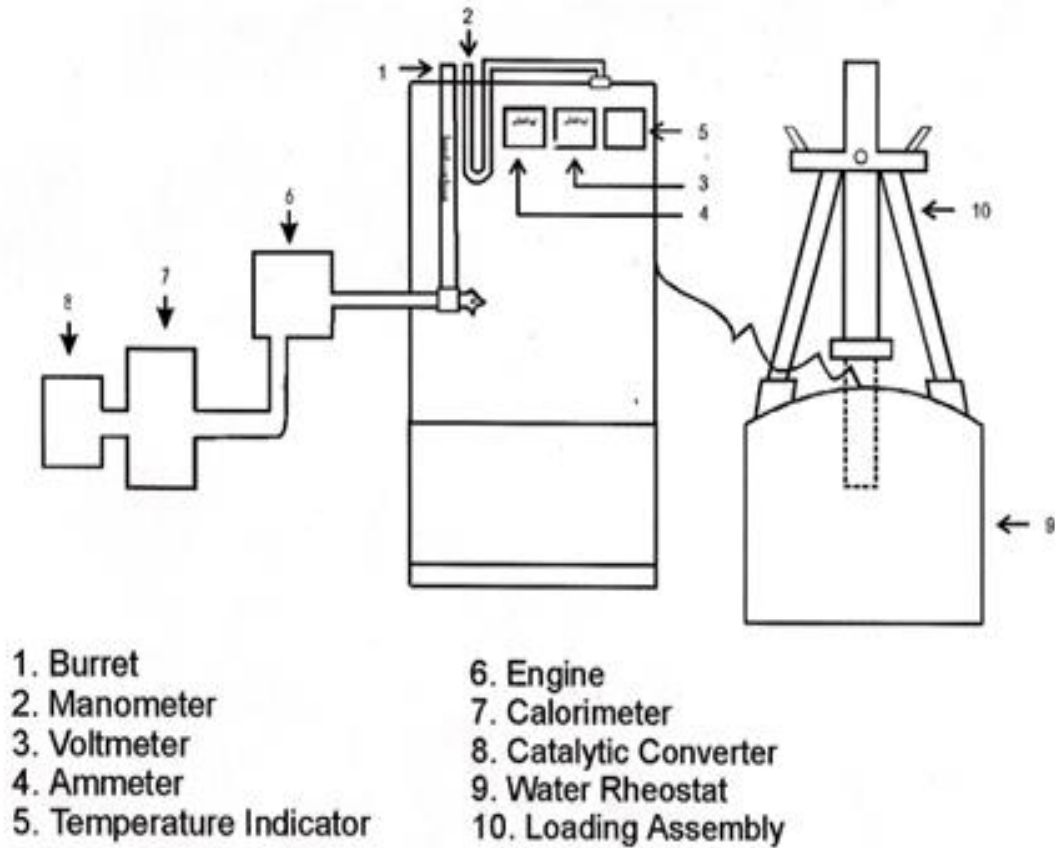 2
1
5
3
4
6
10
7
8
9
1. Burret
2. Manometer
3. Voltmeter
4. Ammeter
5. Temperature Indicator
6. Engine
7. Calorimeter
8. Catalytic Converter
9. Water Rheostat
10. Loading Assembly